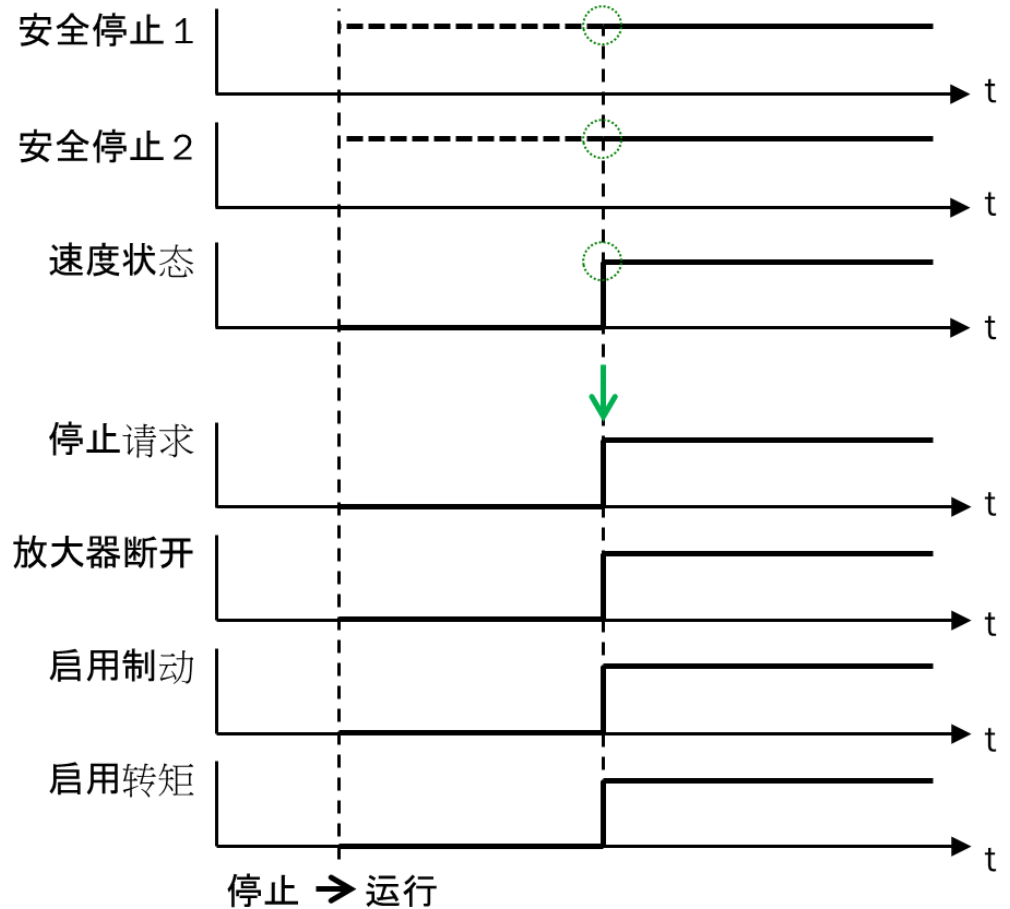 安全停止 1
t
安全停止 2
t
速度状态
t
停止请求
t
放大器断开
t
启用制动
t
启用转矩
t
停止 → 运行